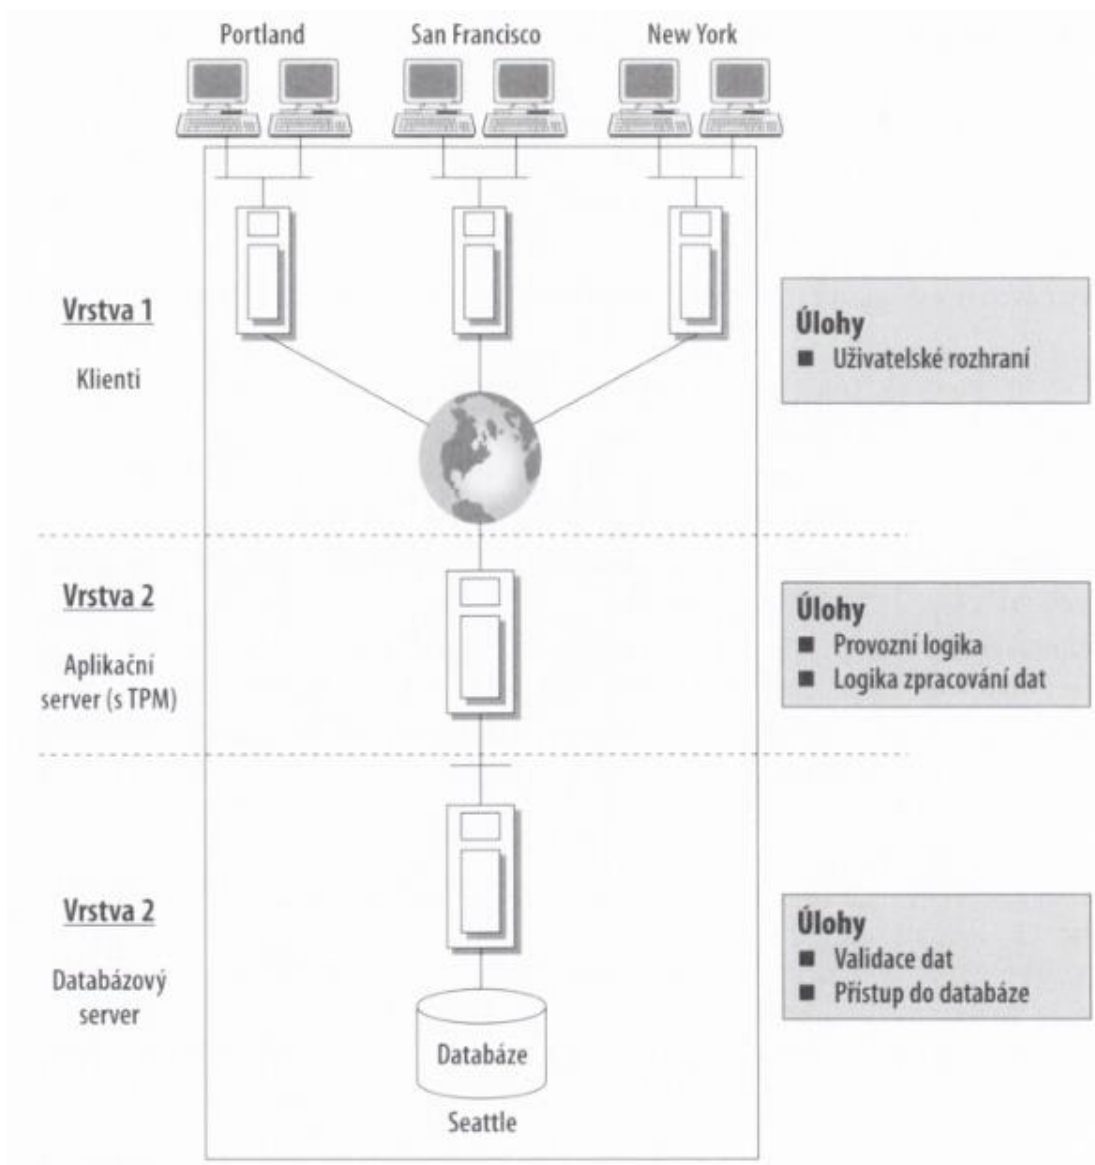 Portland
San Francisco
New York
Vrstva 1
Klienti
Úlohy
■ Uživatelské rozhraní
Vrstva 2
Aplikační
server (s TPM)
Úlohy
■ Provozní logika
■ Logika zpracování dat
Vrstva 2
Databázový
server
Úlohy
■ Validace dat
■ Přístup do databáze
Databáze
Seattle